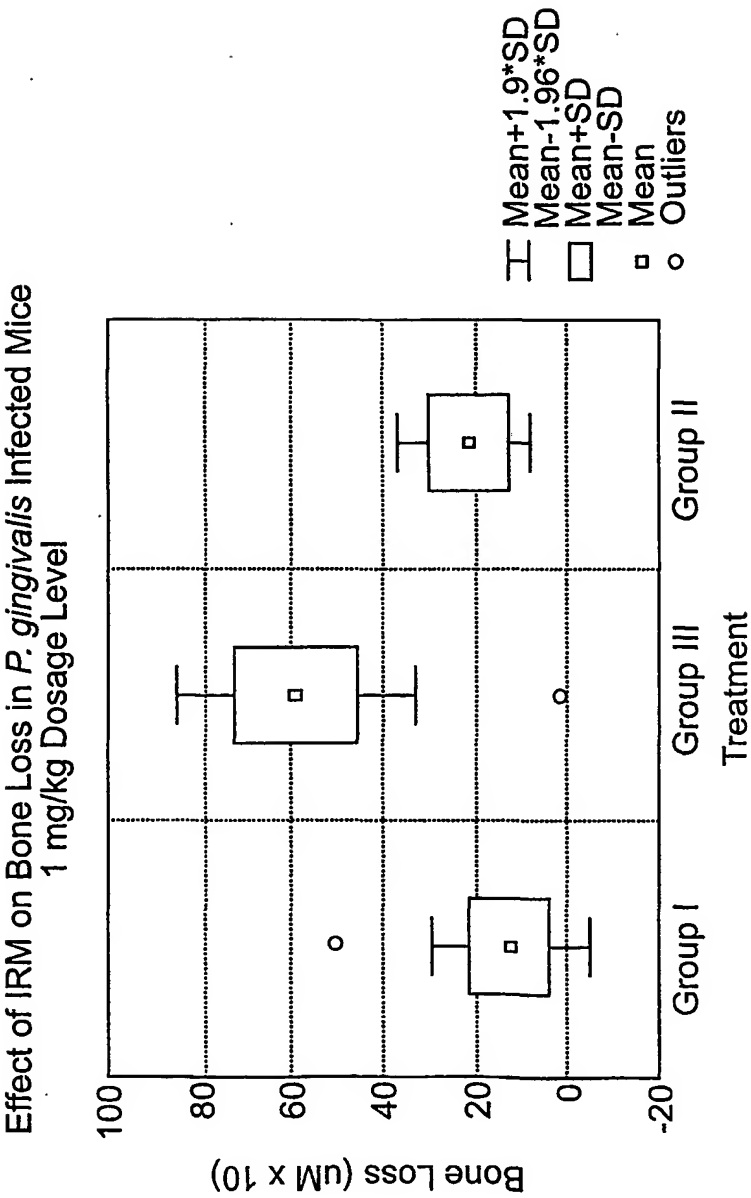 Effect of IRM on Bone Loss in P. gingivalis Infected Mice
1 mg/kg Dosage Level
Bone Loss (uM x 10)
100
80
60
40
20
0
-20
Group I
Group III
Group II
Treatment
Mean+1.9*SD
Mean-1.96*SD
Mean+SD
Mean-SD
Mean
Outliers